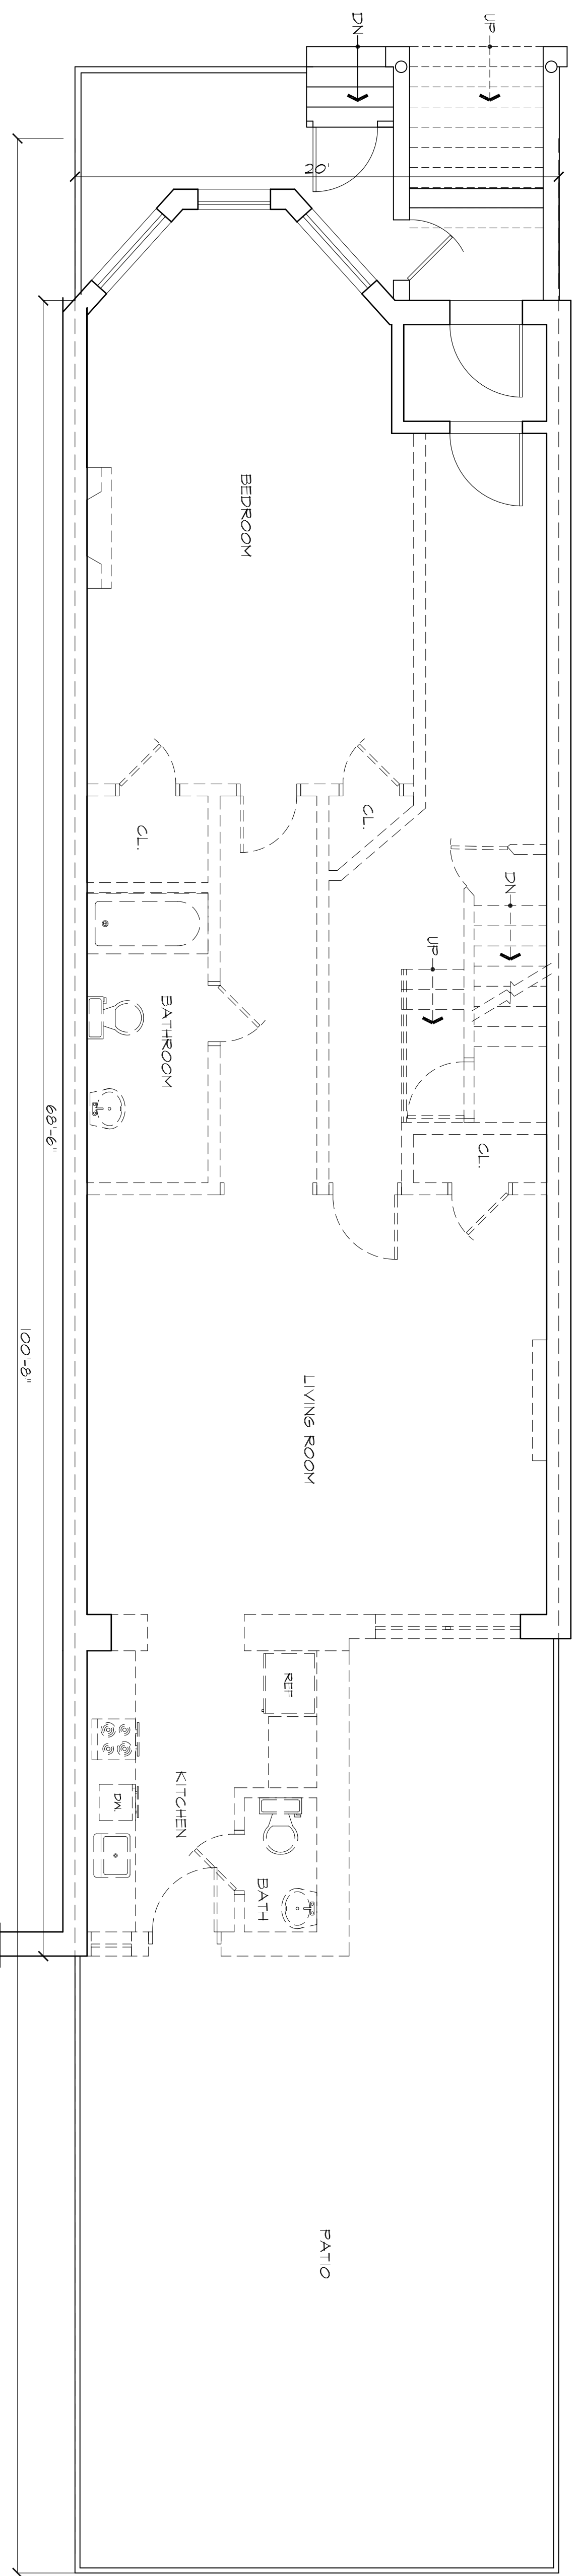 DN
UP
20'
BEDROOM
CL.
CL.
DN
UP
BATHROOM
68'-6"
CL.
100'-8"
LIVING ROOM
REF
KITCHEN
DW.
BATH
PATIO